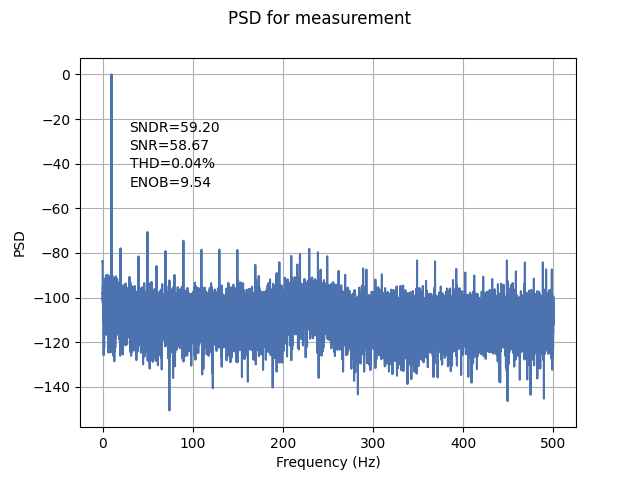 PSD for measurement
0
−20
−40
−60
−80
−100
−120
−140
PSD
SNDR=59.20
SNR=58.67
THD=0.04%
ENOB=9.54
0 100 200 300 400 500
Frequency (Hz)